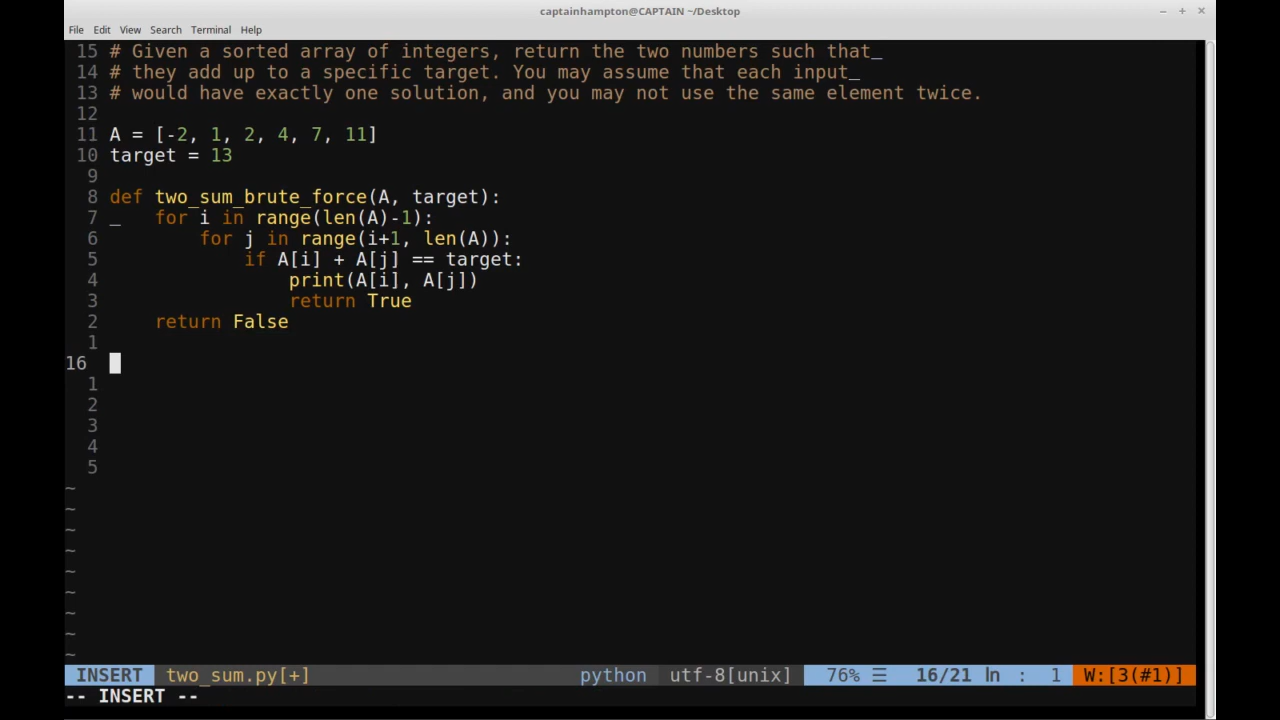 captainhampton@CAPTAIN ~/Desktop
File Edit View Search Terminal Help
15 # Given a sorted array of integers, return the two numbers such that_
14 # they add up to a specific target. You may assume that each input_
13 # would have exactly one solution, and you may not use the same element twice.
12
11 A = [-2, 1, 2, 4, 7, 11]
10 target = 13
9
8 def two_sum_brute_force(A, target):
7 _   for i in range(len(A)-1):
6         for j in range(i+1, len(A)):
5             if A[i] + A[j] == target:
4                 print(A[i], A[j])
3                 return True
2     return False
1
16
1
2
3
4
5
~
~
~
~
~
~
~
~
~
INSERT two_sum.py[+] python utf-8[unix] 76% ☰ 16/21 ln : 1 W:[3(#1)]
-- INSERT --